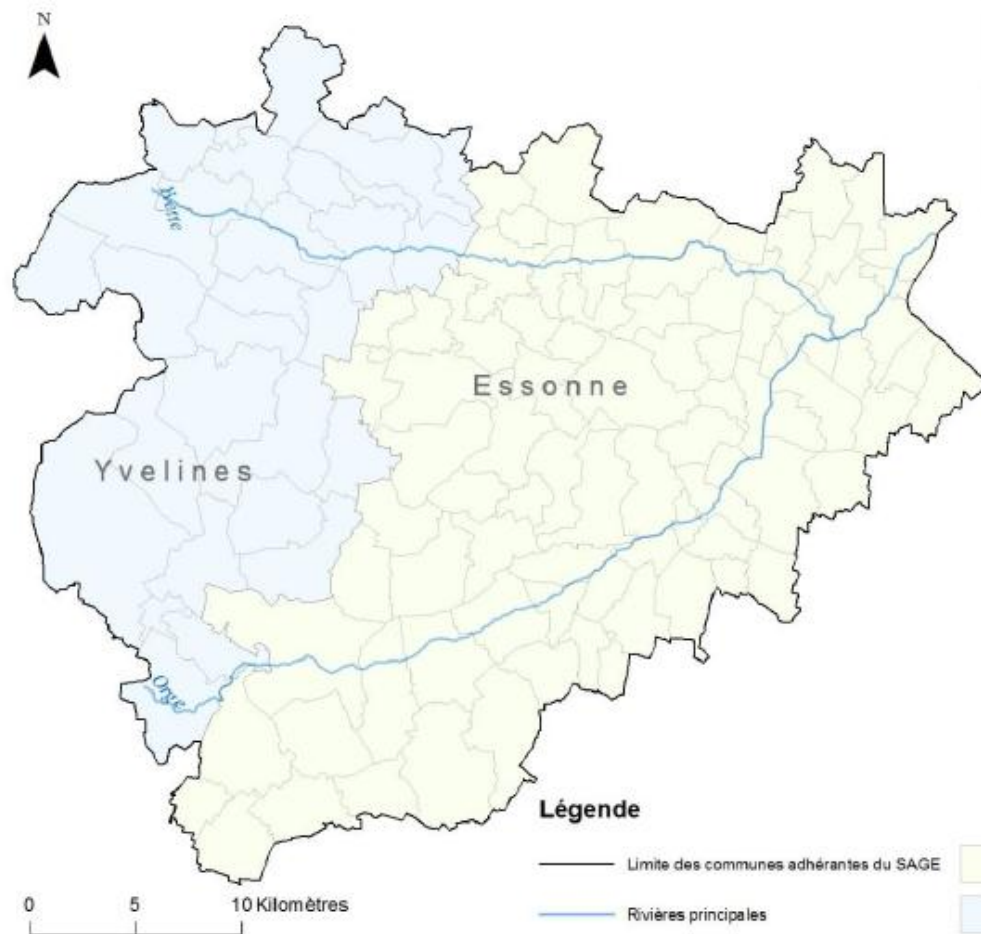 N
Yvette
Essonne
Yvelines
Orge
Légende
Limite des communes adhérantes du SAGE
0 5 10 Kilomètres
Rivières principales